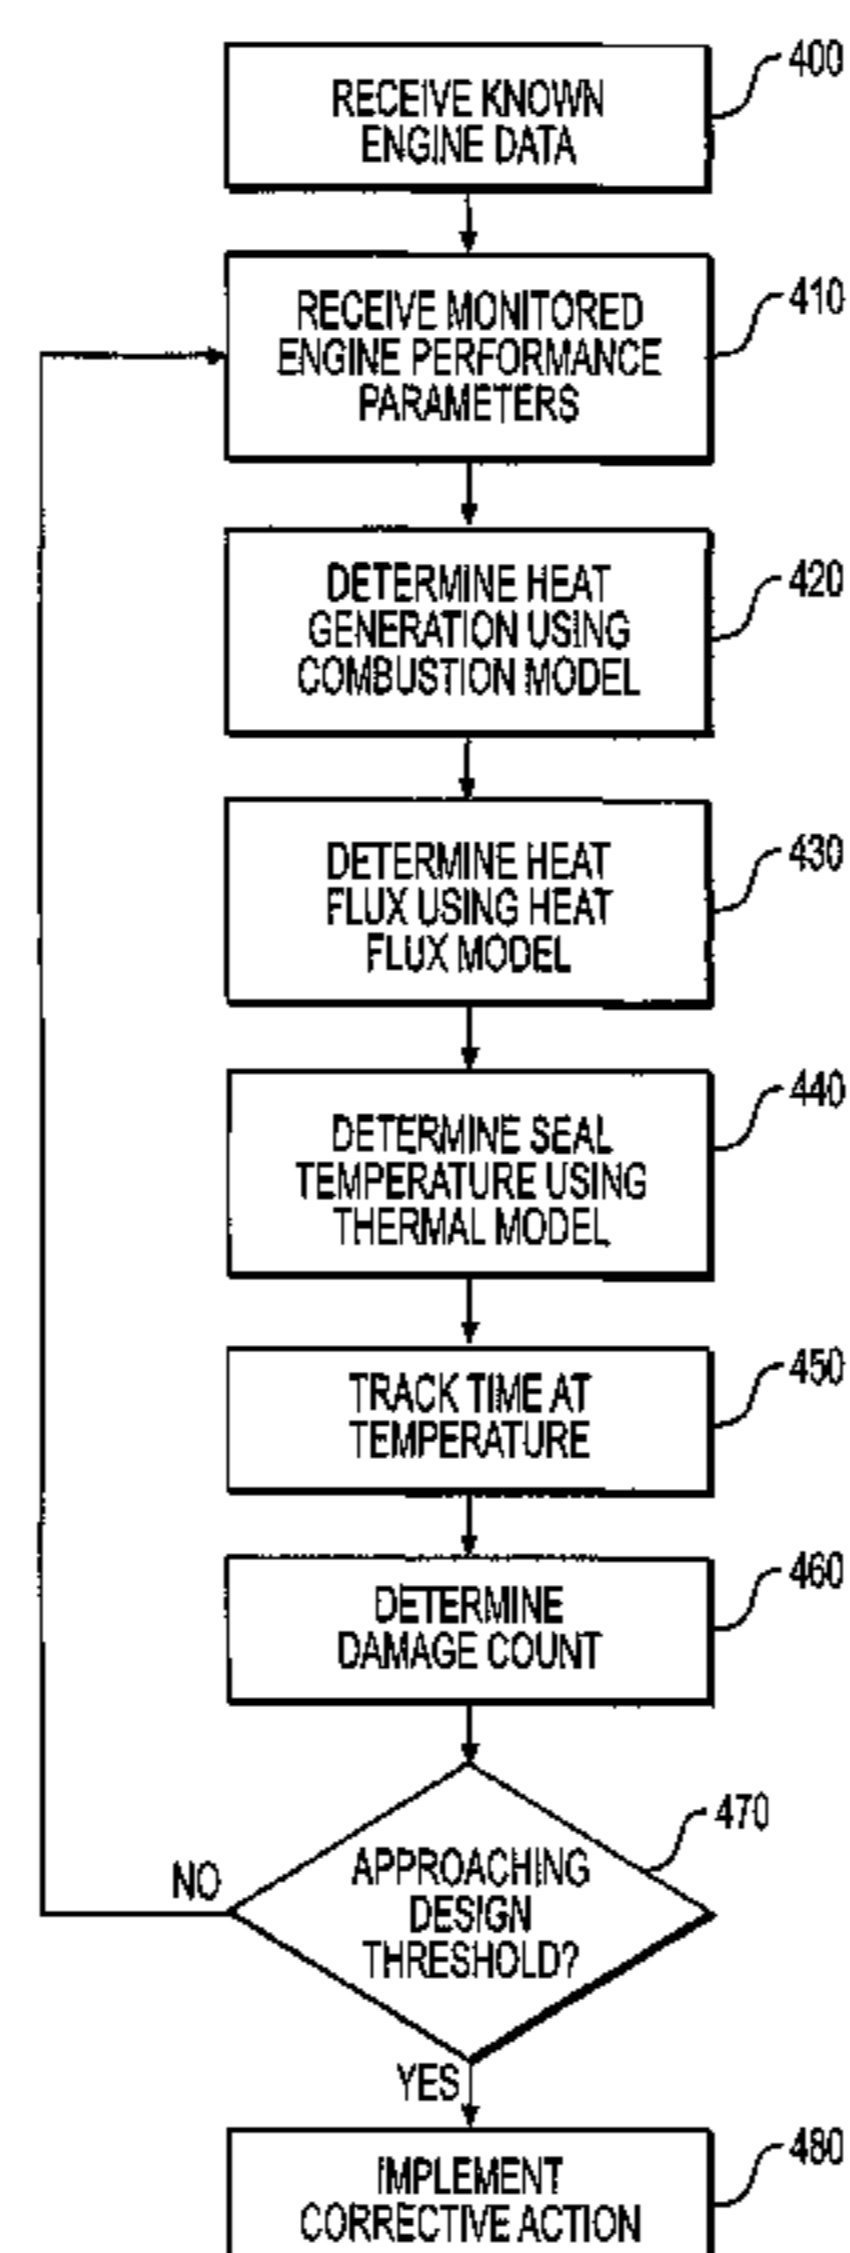 RECEIVE KNOWN
ENGINE DATA
400
RECEIVE MONITORED
ENGINE PERFORMANCE
PARAMETERS
410
DETERMINE HEAT
GENERATION USING
COMBUSTION MODEL
420
DETERMINE HEAT
FLUX USING HEAT
FLUX MODEL
430
DETERMINE SEAL
TEMPERATURE USING
THERMAL MODEL
440
TRACK TIME AT
TEMPERATURE
450
DETERMINE
DAMAGE COUNT
460
APPROACHING
DESIGN
THRESHOLD?
470
NO
YES
IMPLEMENT
CORRECTIVE ACTION
480